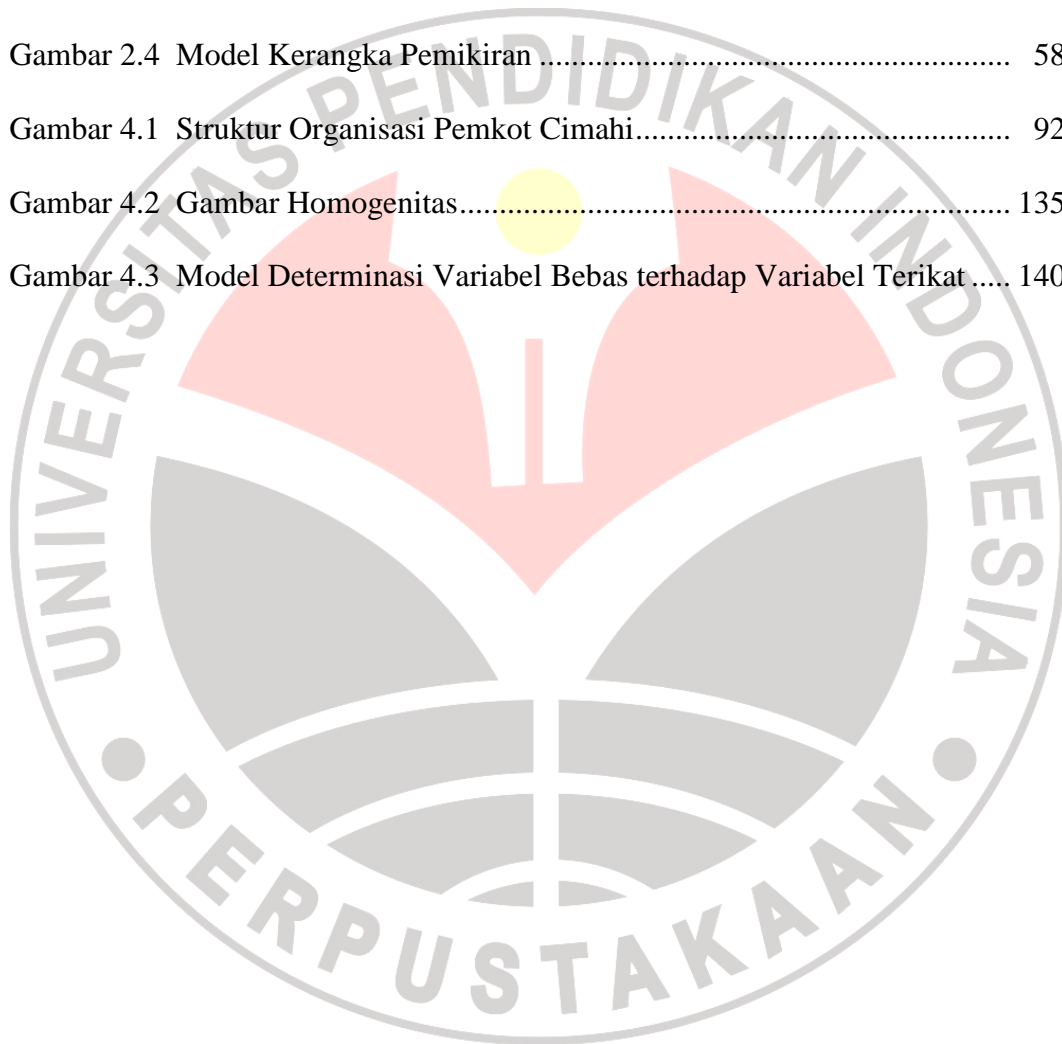 Gambar 2.4 Model Kerangka Pemikiran ......................................................... 58
Gambar 4.1 Struktur Organisasi Pemkot Cimahi.............................................. 92
Gambar 4.2 Gambar Homogenitas................................................................... 135
Gambar 4.3 Model Determinasi Variabel Bebas terhadap Variabel Terikat ..... 140
UNIVERSITAS PENDIDIKAN INDONESIA
PERPUSTAKAAN